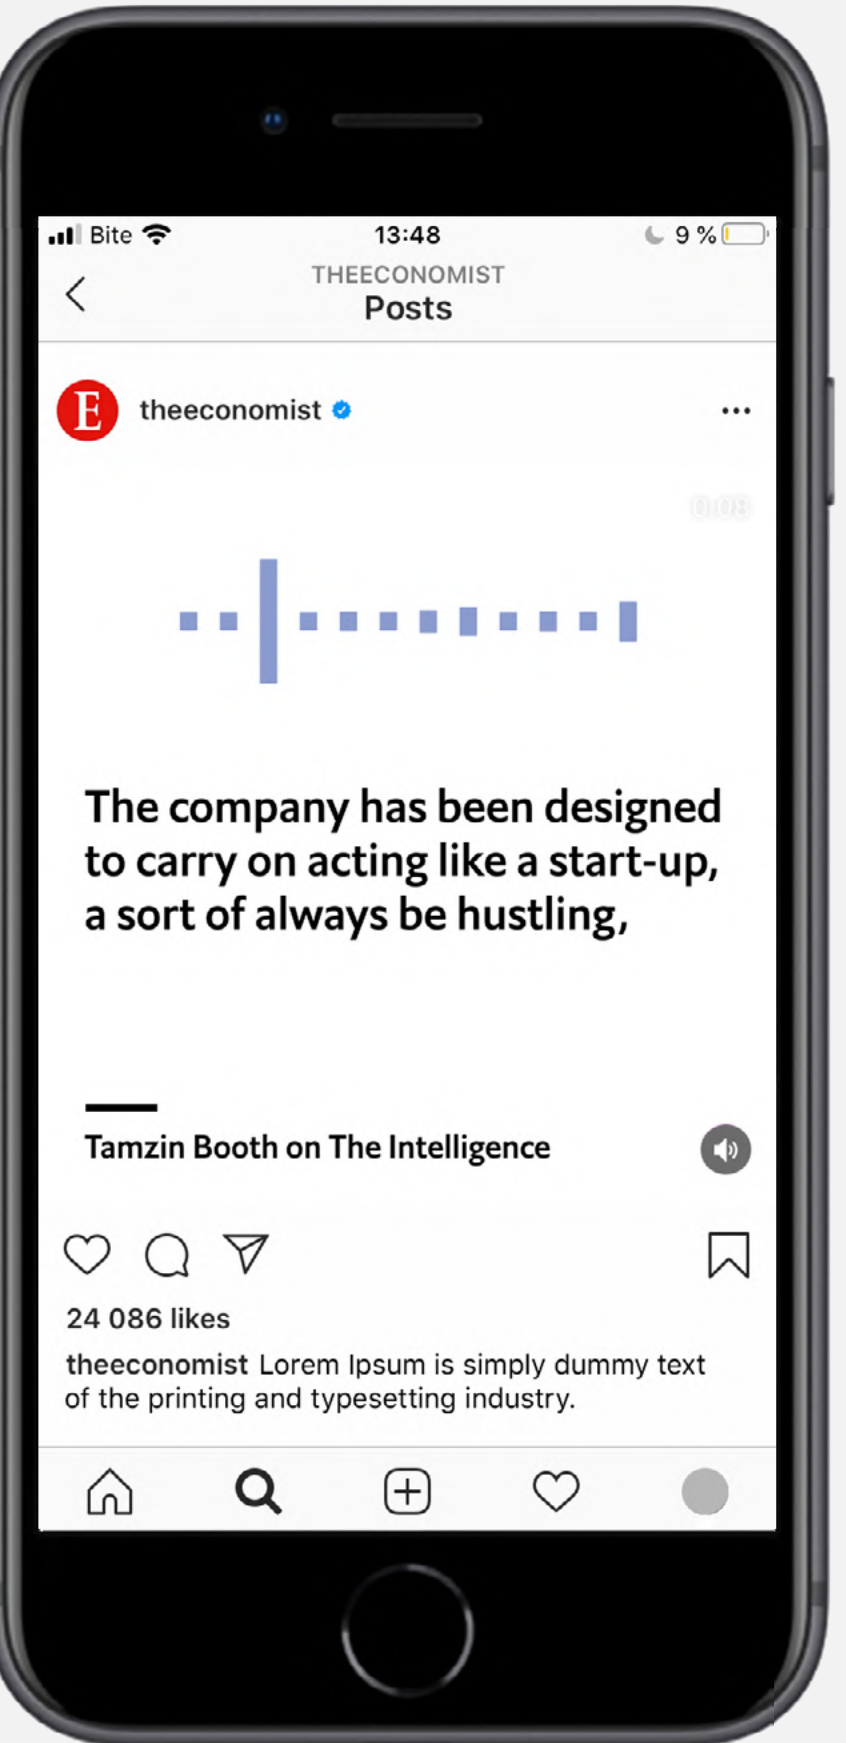 Bite 13:48 9 %
THEECONOMIST
Posts
E theeconomist
0:08
The company has been designed
to carry on acting like a start-up,
a sort of always be hustling,
Tamzin Booth on The Intelligence
24 086 likes
theeconomist Lorem Ipsum is simply dummy text
of the printing and typesetting industry.